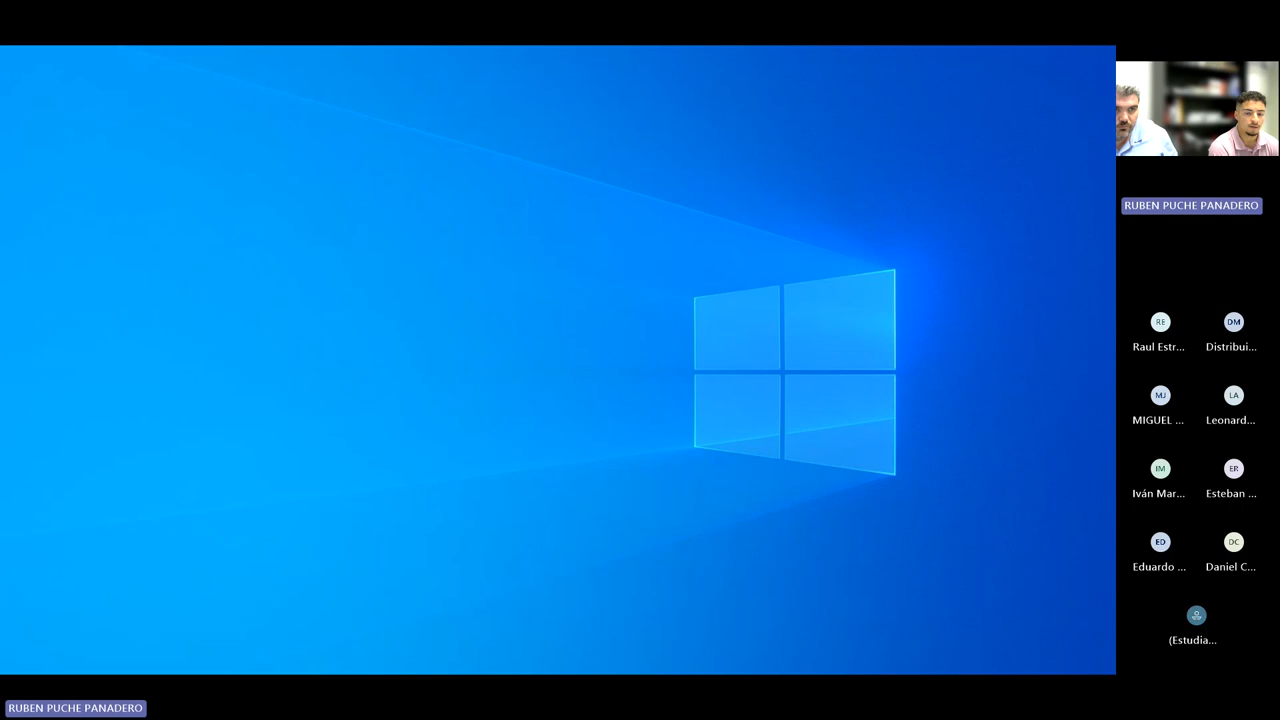 RUBEN PUCHE PANADERO
RE
DM
Raul Estr...
Distribui...
MJ
LA
MIGUEL ...
Leonard...
IM
ER
Iván Mar...
Esteban ...
ED
DC
Eduardo ...
Daniel C...
(Estudia...
RUBEN PUCHE PANADERO